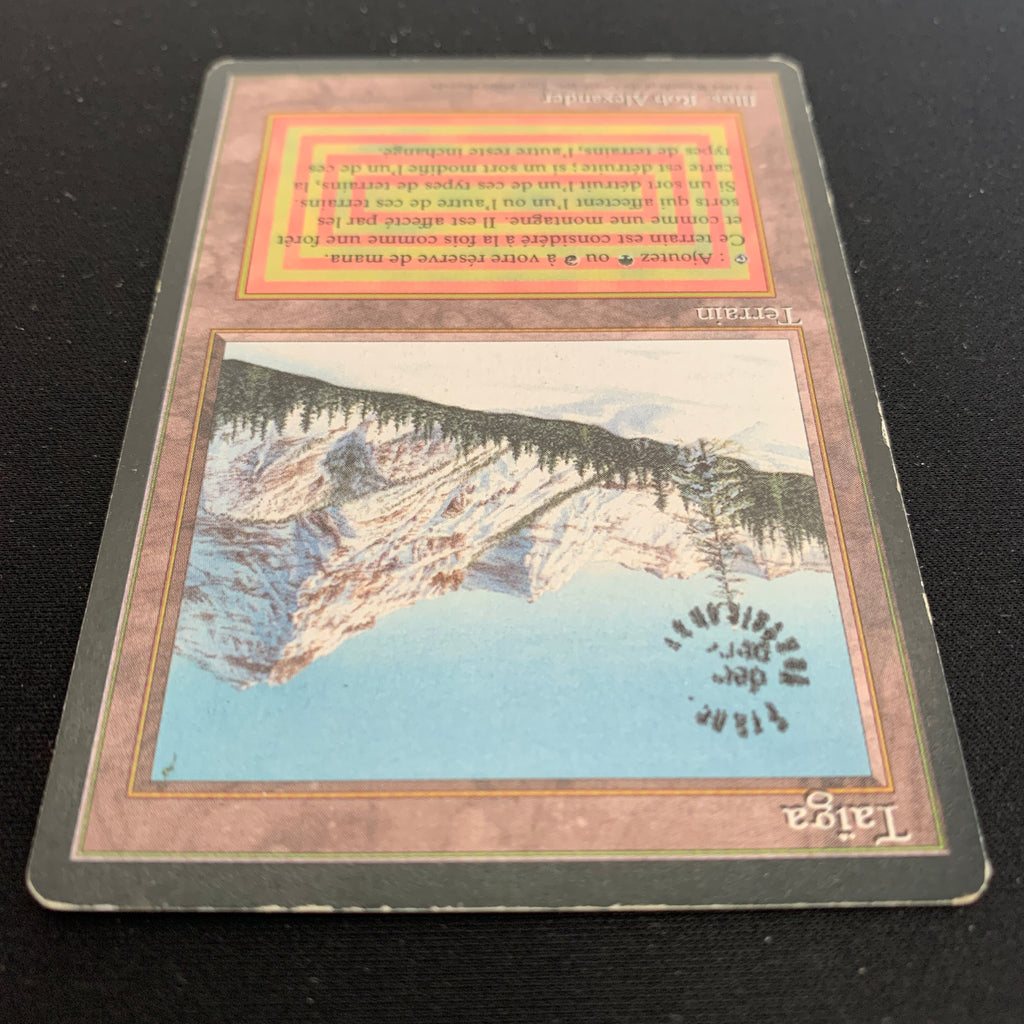 Taïga
Terrain
: Ajoutez ou à votre réserve de mana.
Ce terrain est considéré à la fois comme une forêt
et comme une montagne. Il est affecté par les
sorts qui affectent l'un ou l'autre de ces terrains.
Si un sort détruit l'un de ces types de terrains, la
carte est détruite ; si un sort modifie l'un de ces
types de terrains, l'autre reste inchangé.
Illus. Rob Alexander